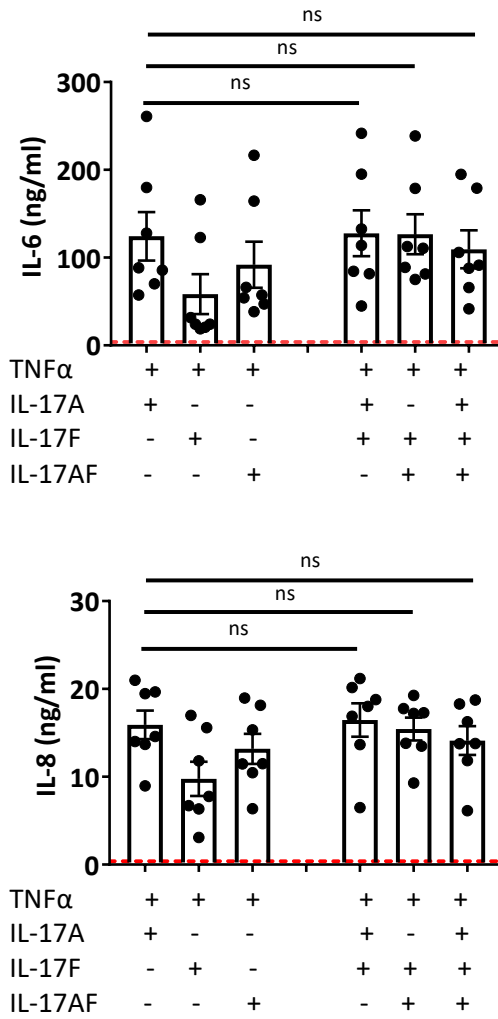 ns
ns
ns
IL-6 (ng/ml)
300
200
100
0
TNFα + + + + + +
IL-17A + - - + - +
IL-17F - + - + + +
IL-17AF - - + - + +
ns
ns
ns
IL-8 (ng/ml)
30
20
10
0
TNFα + + + + + +
IL-17A + - - + - +
IL-17F - + - + + +
IL-17AF - - + - + +